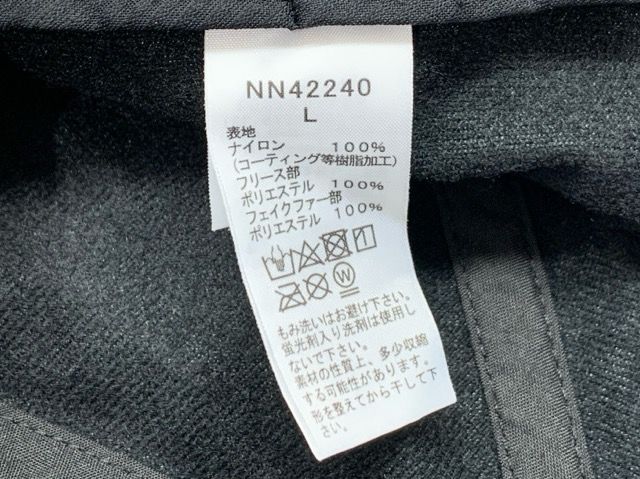 NN42240
L
表地
ナイロン 100%
(コーティング等樹脂加工)
フリース部
ポリエステル 100%
フェイクファー部
ポリエステル 100%
W
もみ洗いはお避け下さい。
蛍光剤入り洗剤は使用し
ないで下さい。
素材の性質上、多少収縮
する可能性があります。
形を整えてから干して下